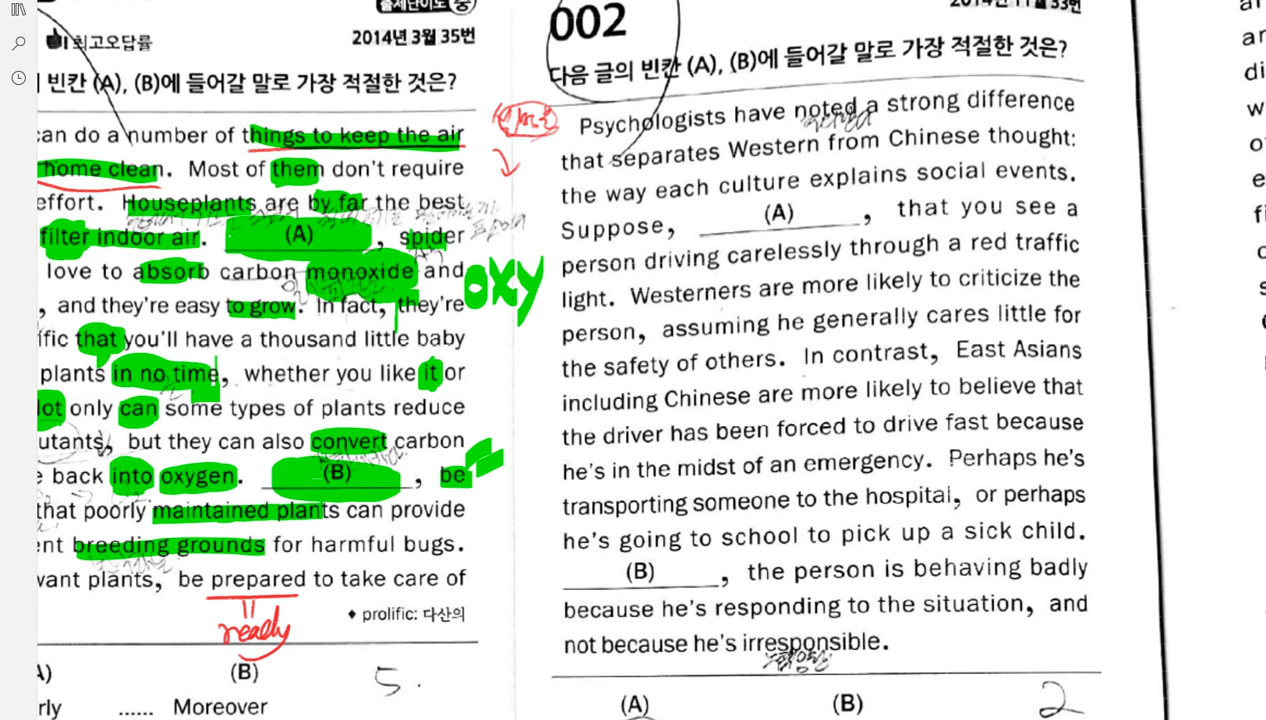 출제난이도 중
최고오답률
2014년 3월 35번
의 빈칸 (A), (B)에 들어갈 말로 가장 적절한 것은?
can do a number of things to keep the air
home clean. Most of them don't require
effort. Houseplants are by far the best
filter indoor air. (A) , spider
love to absorb carbon monoxide and
, and they're easy to grow. In fact, they're
fic that you'll have a thousand little baby
plants in no time, whether you like it or
ot only can some types of plants reduce
utants, but they can also convert carbon
e back into oxygen. (B) , be
that poorly maintained plants can provide
ent breeding grounds for harmful bugs.
want plants, be prepared to take care of
ready
♦ prolific: 다산의
A) (B)
5.
rly ...... Moreover
oxy
002
2014년 11월 33번
다음 글의 빈칸 (A), (B)에 들어갈 말로 가장 적절한 것은?
Psychologists have noted a strong difference
that separates Western from Chinese thought:
the way each culture explains social events.
Suppose, (A) , that you see a
person driving carelessly through a red traffic
light. Westerners are more likely to criticize the
person, assuming he generally cares little for
the safety of others. In contrast, East Asians
including Chinese are more likely to believe that
the driver has been forced to drive fast because
he's in the midst of an emergency. Perhaps he's
transporting someone to the hospital, or perhaps
he's going to school to pick up a sick child.
(B) , the person is behaving badly
because he's responding to the situation, and
not because he's irresponsible.
(A) (B)
2